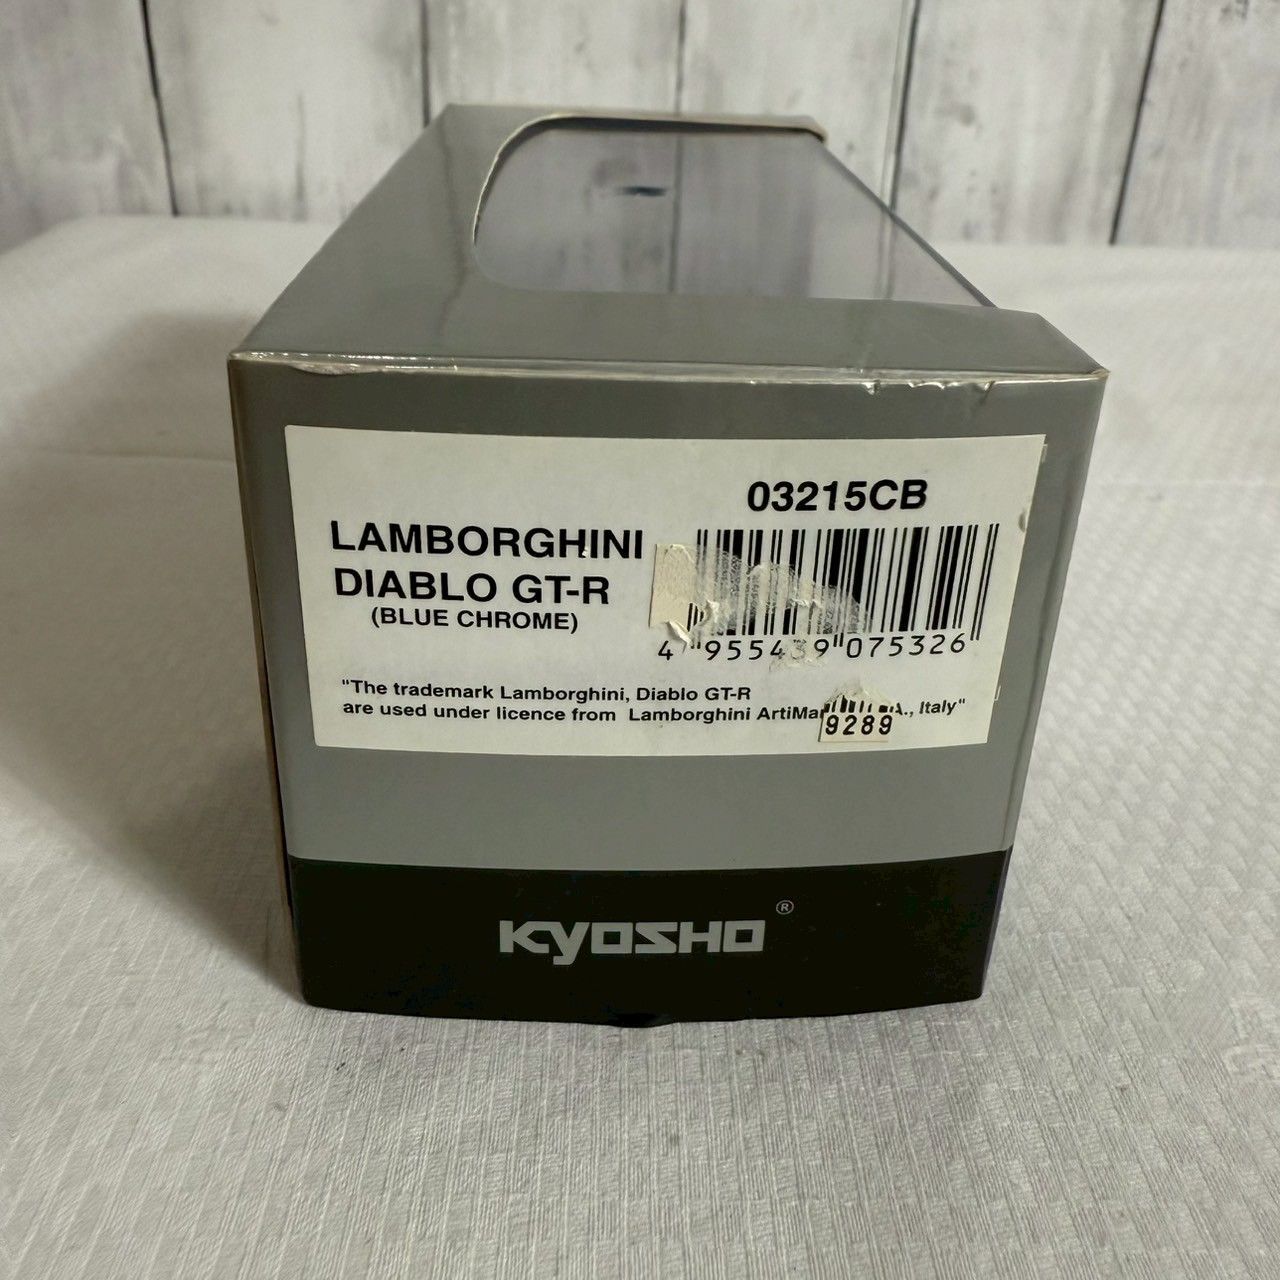 03215CB
LAMBORGHINI
DIABLO GT-R
(BLUE CHROME)
4 955439 075326
"The trademark Lamborghini, Diablo GT-R
are used under licence from Lamborghini , Italy"
9289
KYOSHO ®